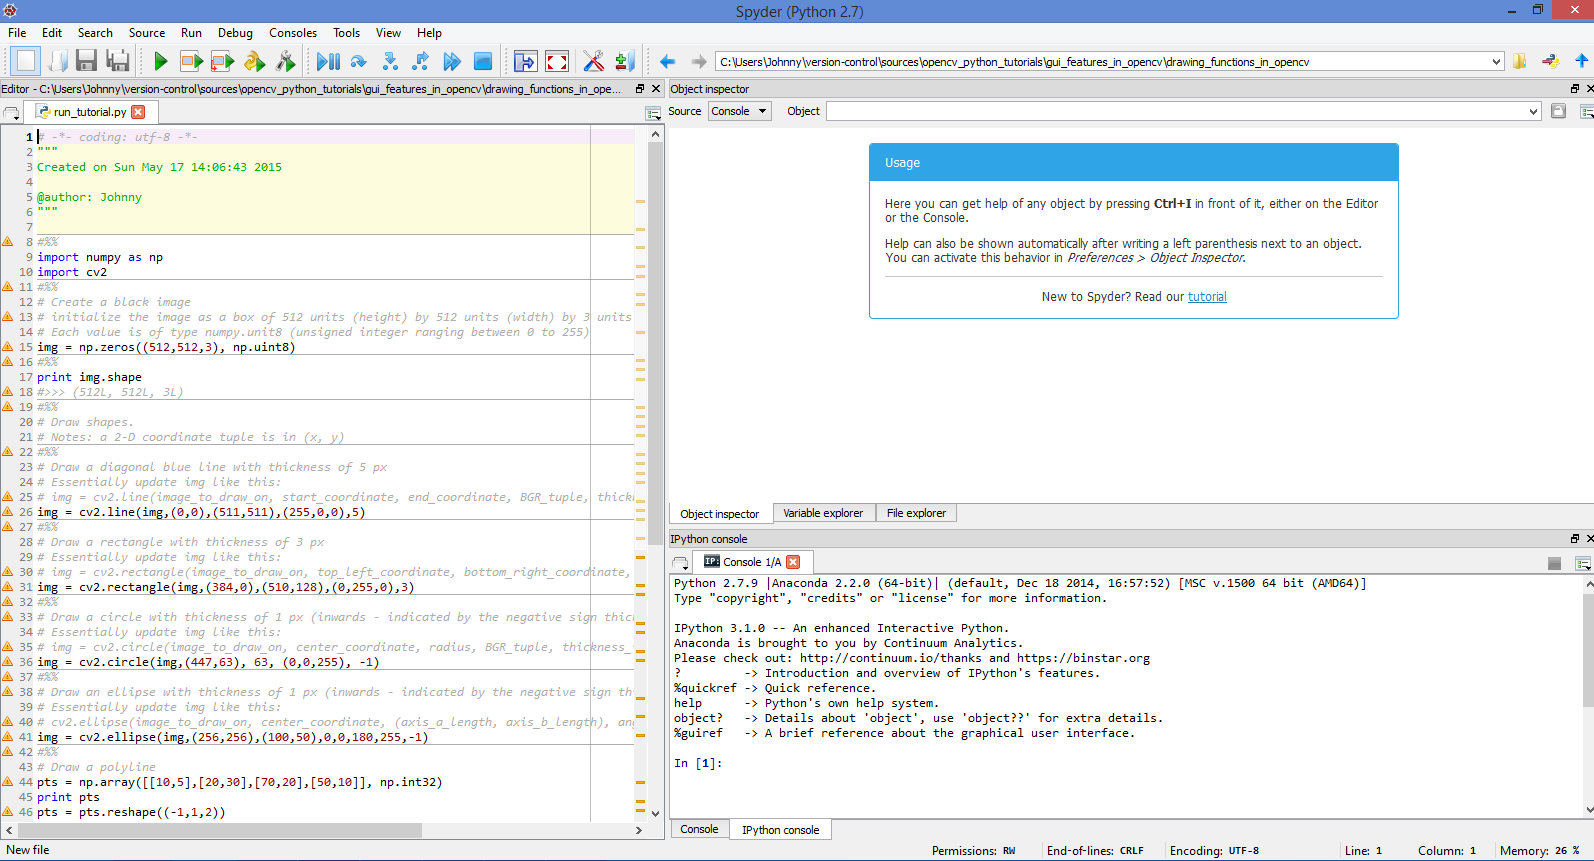 Spyder (Python 2.7)
File Edit Search Source Run Debug Consoles Tools View Help
C:\Users\Johnny\version-control\sources\opencv_python_tutorials\gui_features_in_opencv\drawing_functions_in_opencv
Editor - C:\Users\Johnny\version-control\sources\opencv_python_tutorials\gui_features_in_opencv\drawing_functions_in_ope...
run_tutorial.py
1 # -*- coding: utf-8 -*-
2 """
3 Created on Sun May 17 14:06:43 2015
4
5 @author: Johnny
6 """
7
8 #%%
9 import numpy as np
10 import cv2
11 #%%
12 # Create a black image
13 # initialize the image as a box of 512 units (height) by 512 units (width) by 3 units
14 # Each value is of type numpy.unit8 (unsigned integer ranging between 0 to 255)
15 img = np.zeros((512,512,3), np.uint8)
16 #%%
17 print img.shape
18 #>>> (512L, 512L, 3L)
19 #%%
20 # Draw shapes.
21 # Notes: a 2-D coordinate tuple is in (x, y)
22 #%%
23 # Draw a diagonal blue line with thickness of 5 px
24 # Essentially update img like this:
25 # img = cv2.line(image_to_draw_on, start_coordinate, end_coordinate, BGR_tuple, thick
26 img = cv2.line(img,(0,0),(511,511),(255,0,0),5)
27 #%%
28 # Draw a rectangle with thickness of 3 px
29 # Essentially update img like this:
30 # img = cv2.rectangle(image_to_draw_on, top_left_coordinate, bottom_right_coordinate,
31 img = cv2.rectangle(img,(384,0),(510,128),(0,255,0),3)
32 #%%
33 # Draw a circle with thickness of 1 px (inwards - indicated by the negative sign thic
34 # Essentially update img like this:
35 # img = cv2.circle(image_to_draw_on, center_coordinate, radius, BGR_tuple, thickness_
36 img = cv2.circle(img,(447,63), 63, (0,0,255), -1)
37 #%%
38 # Draw an ellipse with thickness of 1 px (inwards - indicated by the negative sign th
39 # Essentially update img like this:
40 # cv2.ellipse(image_to_draw_on, center_coordinate, (axis_a_length, axis_b_length), an
41 img = cv2.ellipse(img,(256,256),(100,50),0,0,180,255,-1)
42 #%%
43 # Draw a polyline
44 pts = np.array([[10,5],[20,30],[70,20],[50,10]], np.int32)
45 print pts
46 pts = pts.reshape((-1,1,2))
Object inspector
Source Console Object
Usage
Here you can get help of any object by pressing Ctrl+I in front of it, either on the Editor
or the Console.
Help can also be shown automatically after writing a left parenthesis next to an object.
You can activate this behavior in Preferences > Object Inspector.
New to Spyder? Read our tutorial
Object inspector Variable explorer File explorer
IPython console
IP: Console 1/A
Python 2.7.9 |Anaconda 2.2.0 (64-bit)| (default, Dec 18 2014, 16:57:52) [MSC v.1500 64 bit (AMD64)]
Type "copyright", "credits" or "license" for more information.
IPython 3.1.0 -- An enhanced Interactive Python.
Anaconda is brought to you by Continuum Analytics.
Please check out: http://continuum.io/thanks and https://binstar.org
? -> Introduction and overview of IPython's features.
%quickref -> Quick reference.
help -> Python's own help system.
object? -> Details about 'object', use 'object??' for extra details.
%guiref -> A brief reference about the graphical user interface.
In [1]:
Console IPython console
New file Permissions: RW End-of-lines: CRLF Encoding: UTF-8 Line: 1 Column: 1 Memory: 26 %